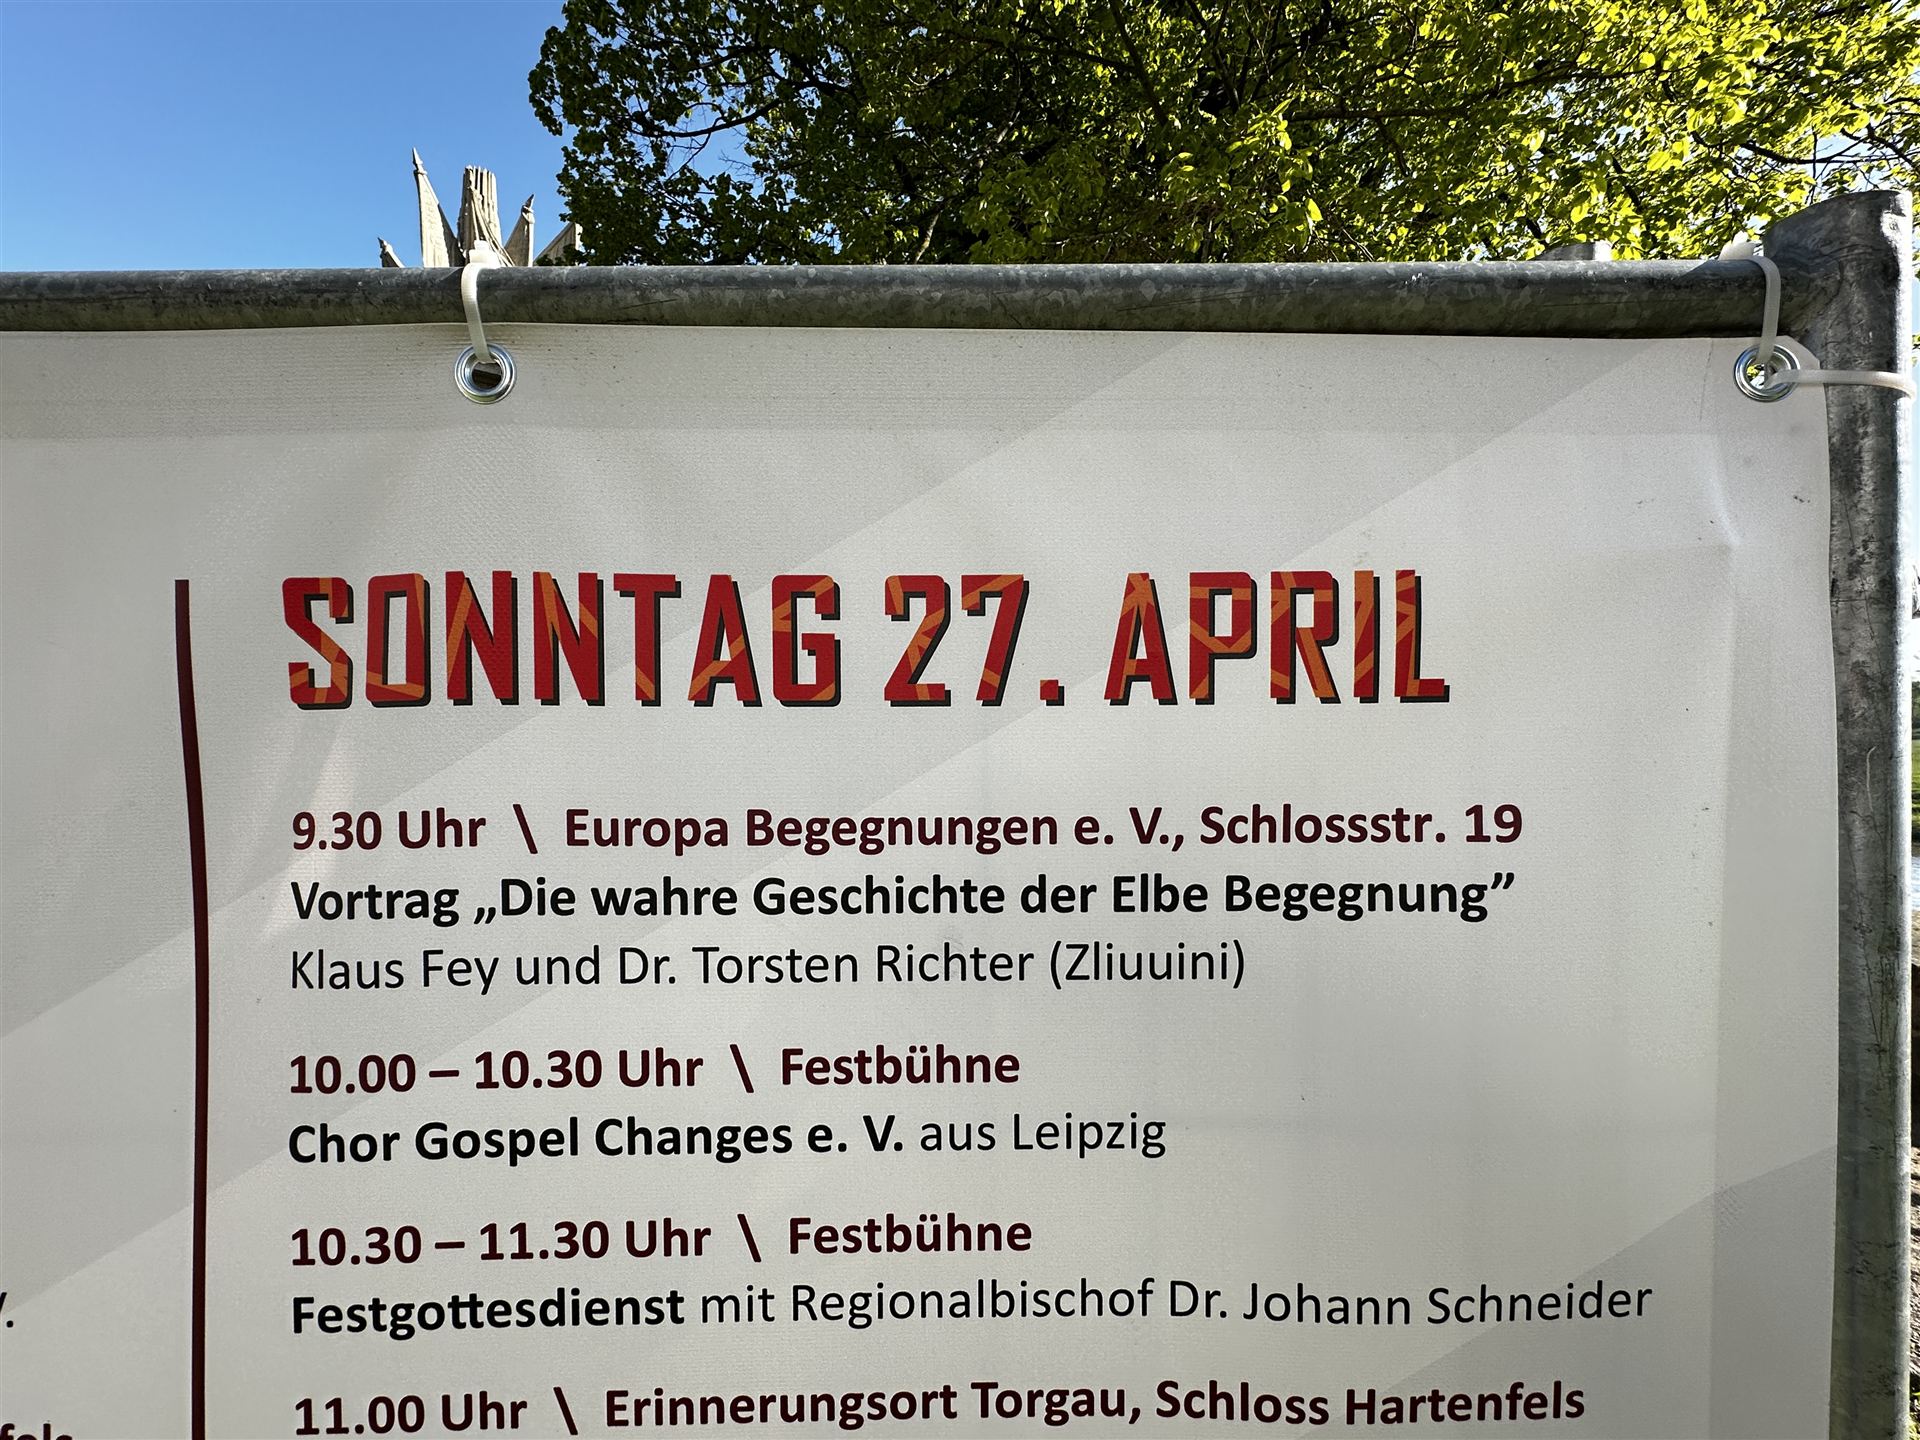 SONNTAG 27. APRIL
9.30 Uhr \ Europa Begegnungen e. V., Schlossstr. 19
Vortrag „Die wahre Geschichte der Elbe Begegnung”
Klaus Fey und Dr. Torsten Richter (Zliuuini)
10.00 – 10.30 Uhr \ Festbühne
Chor Gospel Changes e. V. aus Leipzig
10.30 – 11.30 Uhr \ Festbühne
Festgottesdienst mit Regionalbischof Dr. Johann Schneider
11.00 Uhr \ Erinnerungsort Torgau, Schloss Hartenfels